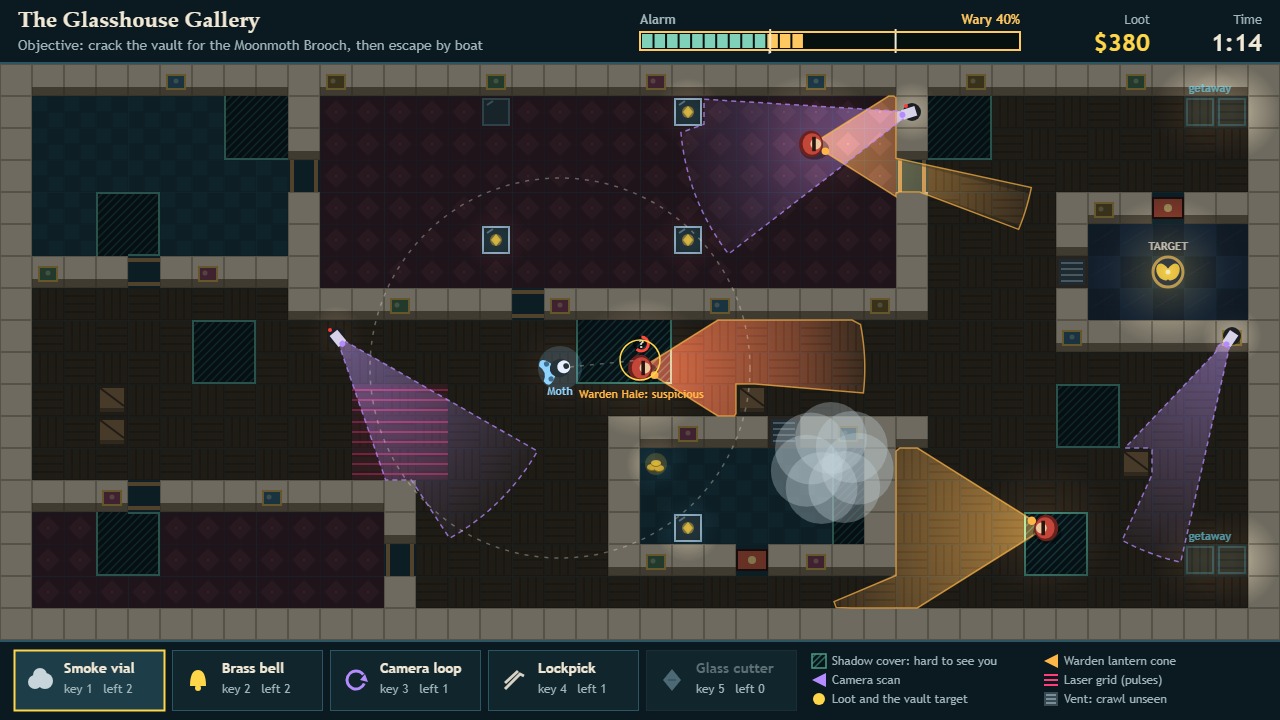 The Glasshouse Gallery
Objective: crack the vault for the Moonmoth Brooch, then escape by boat
Alarm
Wary 40%
Loot
$380
Time
1:14
getaway
TARGET
?
Moth
Warden Hale: suspicious
getaway
Smoke vial
key 1 left 2
Brass bell
key 2 left 2
Camera loop
key 3 left 1
Lockpick
key 4 left 1
Glass cutter
key 5 left 0
Shadow cover: hard to see you
Camera scan
Loot and the vault target
Warden lantern cone
Laser grid (pulses)
Vent: crawl unseen